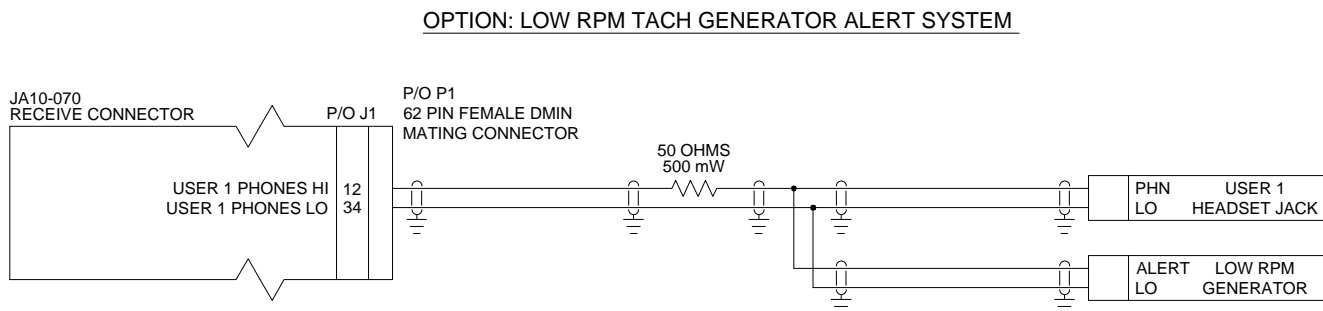 OPTION: LOW RPM TACH GENERATOR ALERT SYSTEM
JA10-070
RECEIVE CONNECTOR
P/O J1
P/O P1
62 PIN FEMALE DMIN
MATING CONNECTOR
50 OHMS
500 mW
USER 1 PHONES HI 12
USER 1 PHONES LO 34
PHN USER 1
LO HEADSET JACK
ALERT LOW RPM
LO GENERATOR